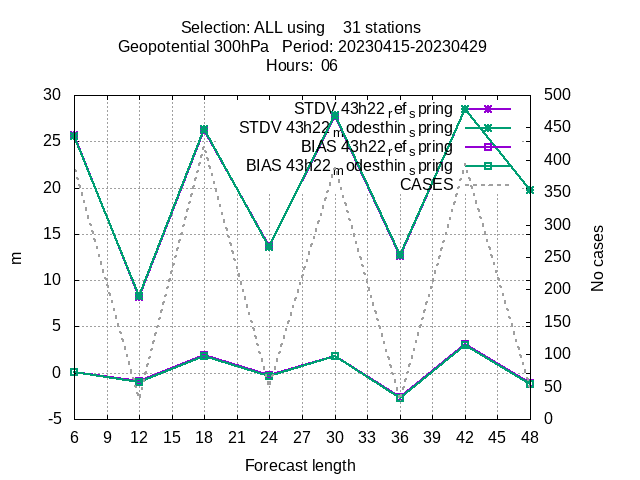 Selection: ALL using    31 stations
Geopotential 300hPa   Period: 20230415-20230429
Hours:  06
30 500
STDV 43h22_ref_spring
STDV 43h22_modesthin_spring
BIAS 43h22_ref_spring
BIAS 43h22_modesthin_spring
CASES
25 450
20 400
15 350
10 300
5 250
0 200
-5 150
100
50
0
m
No cases
6 9 12 15 18 21 24 27 30 33 36 39 42 45 48
Forecast length